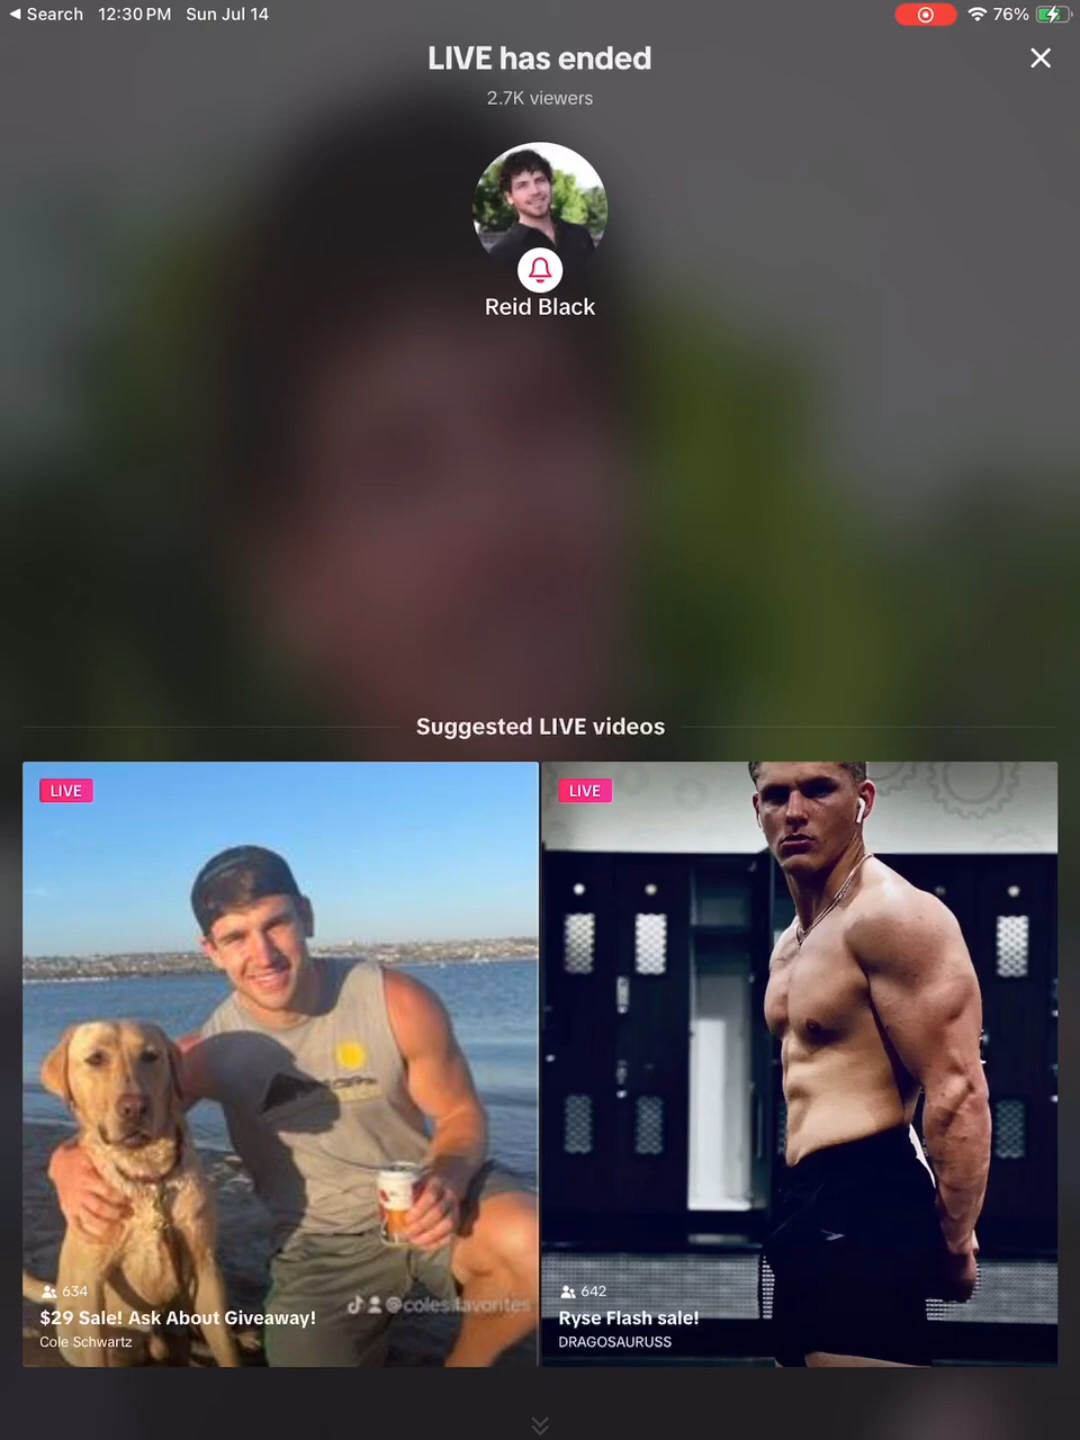 Search 12:30 PM Sun Jul 14
76%
LIVE has ended
2.7K viewers
Reid Black
Suggested LIVE videos
LIVE
634
$29 Sale! Ask About Giveaway!
Cole Schwartz
@coles.favorites
LIVE
642
Ryse Flash sale!
DRAGOSAURUSS